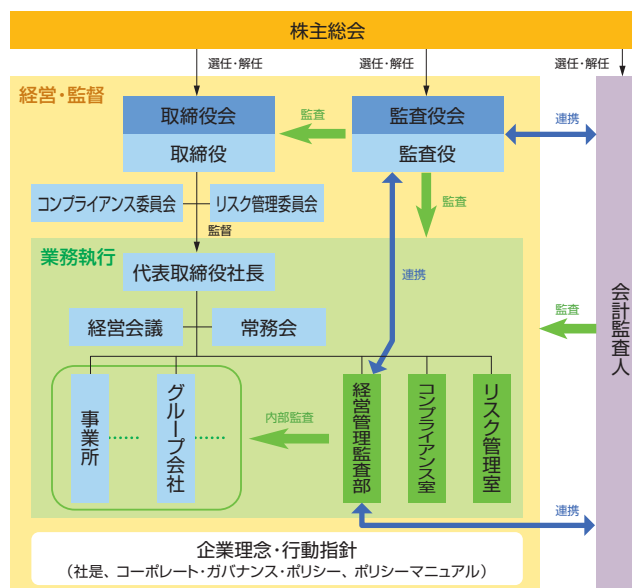 株主総会
選任・解任
選任・解任
選任・解任
経営・監督
取締役会
取締役
監査
監査役会
監査役
連携
コンプライアンス委員会
リスク管理委員会
監督
監査
業務執行
代表取締役社長
連携
会計監査人
監査
経営会議
常務会
事業所
グループ会社
内部監査
経営管理監査部
コンプライアンス室
リスク管理室
連携
企業理念・行動指針
（社是、コーポレート・ガバナンス・ポリシー、ポリシーマニュアル）